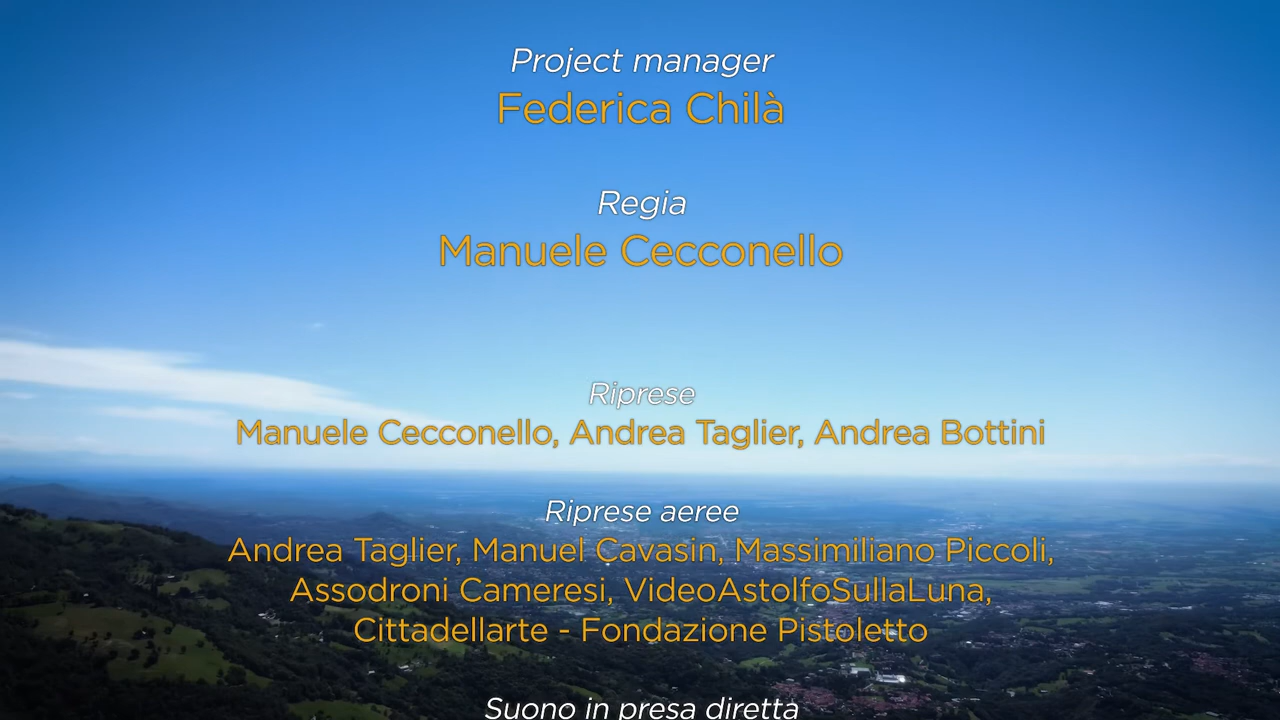 Project manager
Federica Chilà
Regia
Manuele Cecconello
Riprese
Manuele Cecconello, Andrea Taglier, Andrea Bottini
Riprese aeree
Andrea Taglier, Manuel Cavasin, Massimiliano Piccoli,
Assodroni Cameresi, VideoAstolfoSullaLuna,
Cittadellarte - Fondazione Pistoletto
Suono in presa diretta